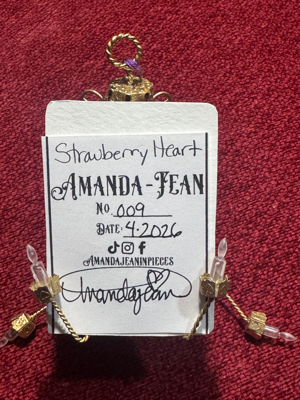 Strawberry Heart
AMANDA-JEAN
No. 009
DATE: 4.2026
AMANDAJEANINPIECES
AmandaJean